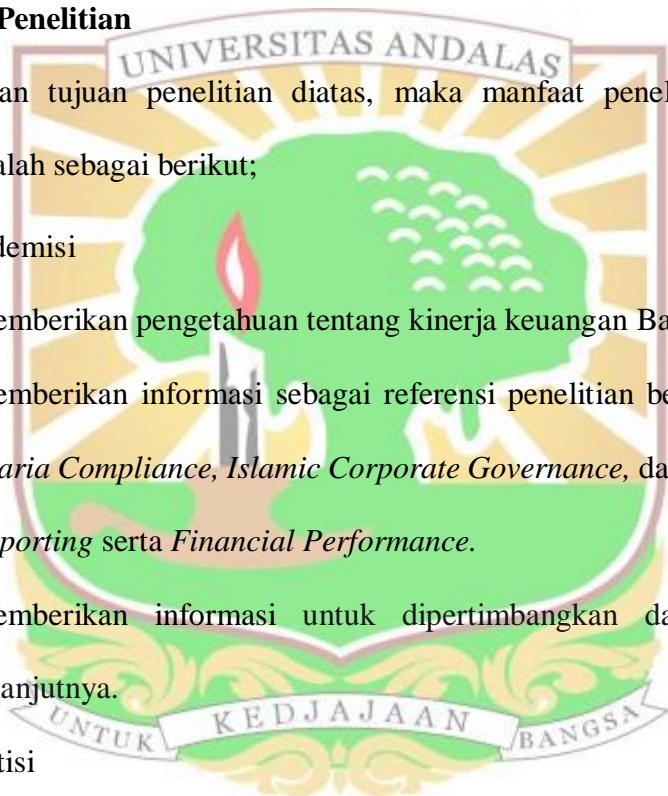 Penelitian
UNIVERSITAS ANDALAS
an tujuan penelitian diatas, maka manfaat penel
alah sebagai berikut;
demisi
emberikan pengetahuan tentang kinerja keuangan Ba
emberikan informasi sebagai referensi penelitian be
aria Compliance, Islamic Corporate Governance, da
porting serta Financial Performance.
emberikan informasi untuk dipertimbangkan da
lanjutnya.
UNTUK KEDJAJAAN BANGSA
tisi